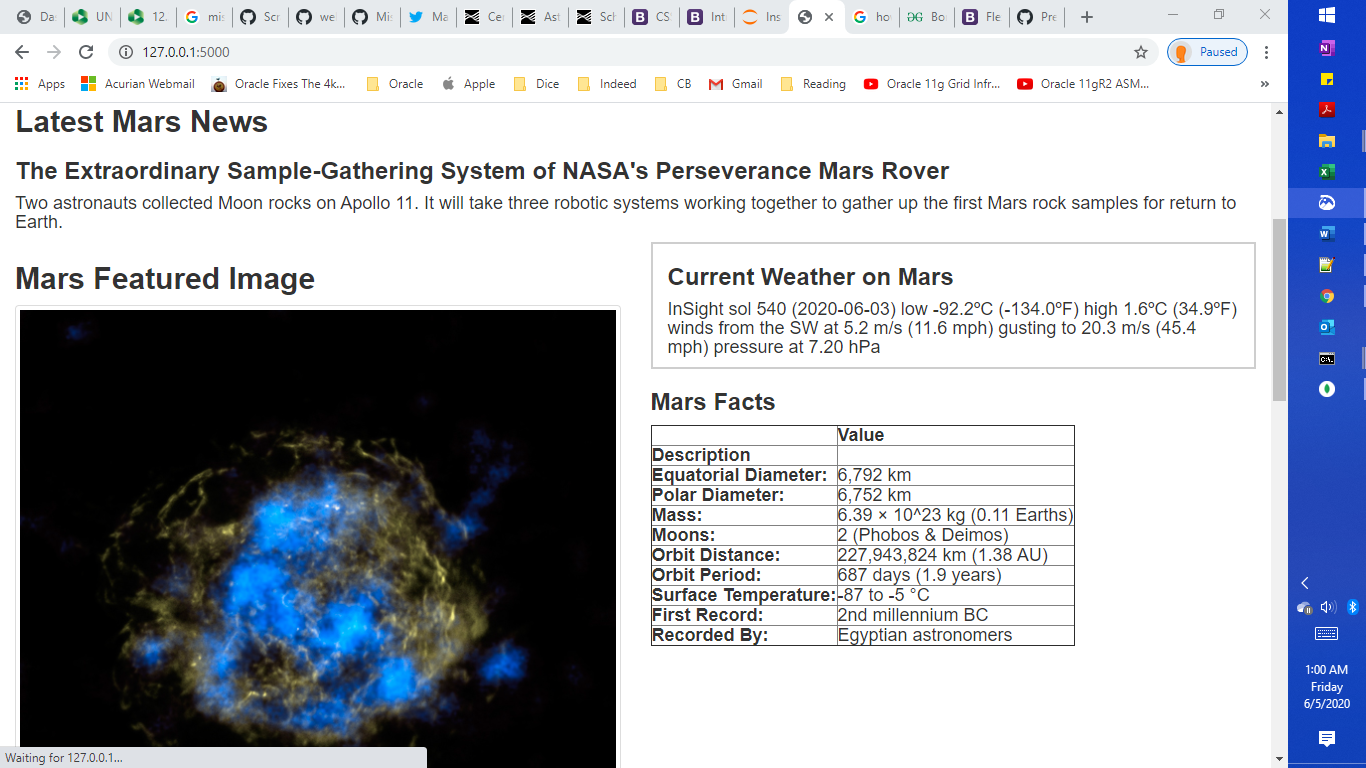 Da
UN
12.
mis
Scr
we
Mis
Ma
Ce
Ast
Sch
CS
Int
Ins
ho
Bo
Fle
Pre
127.0.0.1:5000
Paused
Apps
Acurian Webmail
Oracle Fixes The 4k...
Oracle
Apple
Dice
Indeed
CB
Gmail
Reading
Oracle 11g Grid Infr...
Oracle 11gR2 ASM...
»
Latest Mars News
The Extraordinary Sample-Gathering System of NASA's Perseverance Mars Rover
Two astronauts collected Moon rocks on Apollo 11. It will take three robotic systems working together to gather up the first Mars rock samples for return to
Earth.
Mars Featured Image
Current Weather on Mars
InSight sol 540 (2020-06-03) low -92.2ºC (-134.0ºF) high 1.6ºC (34.9ºF)
winds from the SW at 5.2 m/s (11.6 mph) gusting to 20.3 m/s (45.4
mph) pressure at 7.20 hPa
Mars Facts
Value
Description
Equatorial Diameter: 6,792 km
Polar Diameter: 6,752 km
Mass: 6.39 × 10^23 kg (0.11 Earths)
Moons: 2 (Phobos & Deimos)
Orbit Distance: 227,943,824 km (1.38 AU)
Orbit Period: 687 days (1.9 years)
Surface Temperature: -87 to -5 °C
First Record: 2nd millennium BC
Recorded By: Egyptian astronomers
Waiting for 127.0.0.1...
1:00 AM
Friday
6/5/2020